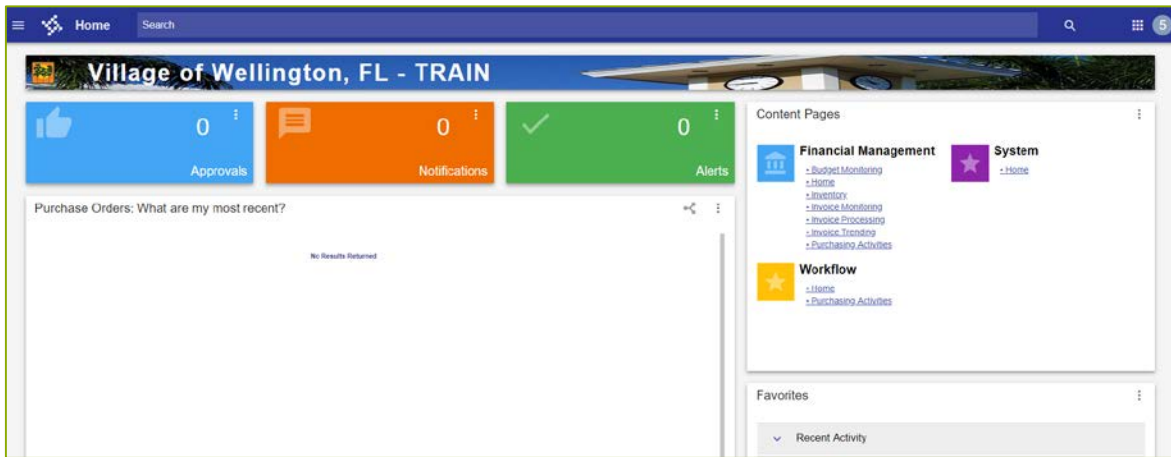 Home
Search
5
Village of Wellington, FL - TRAIN
0
Approvals
0
Notifications
0
Alerts
Purchase Orders: What are my most recent?
No Results Returned
Content Pages
Financial Management
• Budget Monitoring
• Home
• Inventory
• Invoice Monitoring
• Invoice Processing
• Invoice Trending
• Purchasing Activities
System
• Home
Workflow
• Home
• Purchasing Activities
Favorites
Recent Activity